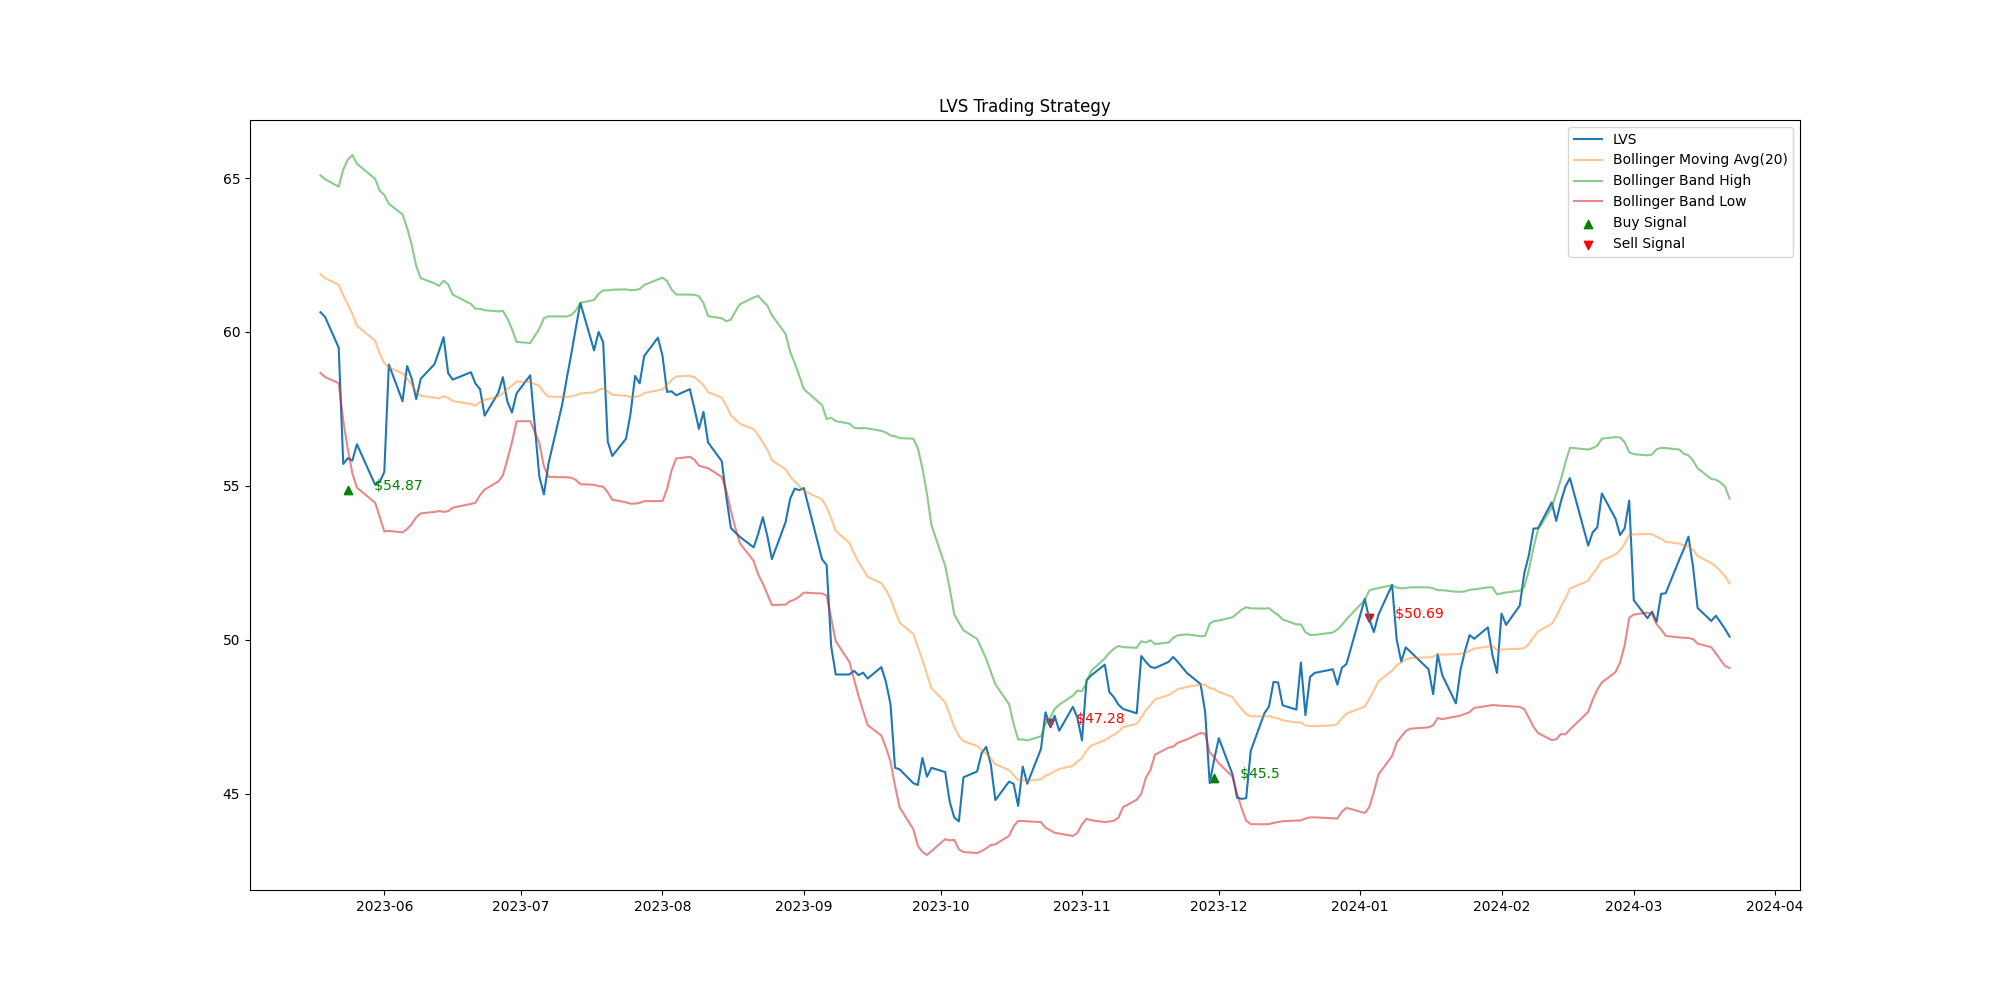 LVS Trading Strategy
LVS
Bollinger Moving Avg(20)
Bollinger Band High
Bollinger Band Low
Buy Signal
Sell Signal
65
60
55
50
45
$54.87
$47.28
$45.5
$50.69
2023-06
2023-07
2023-08
2023-09
2023-10
2023-11
2023-12
2024-01
2024-02
2024-03
2024-04